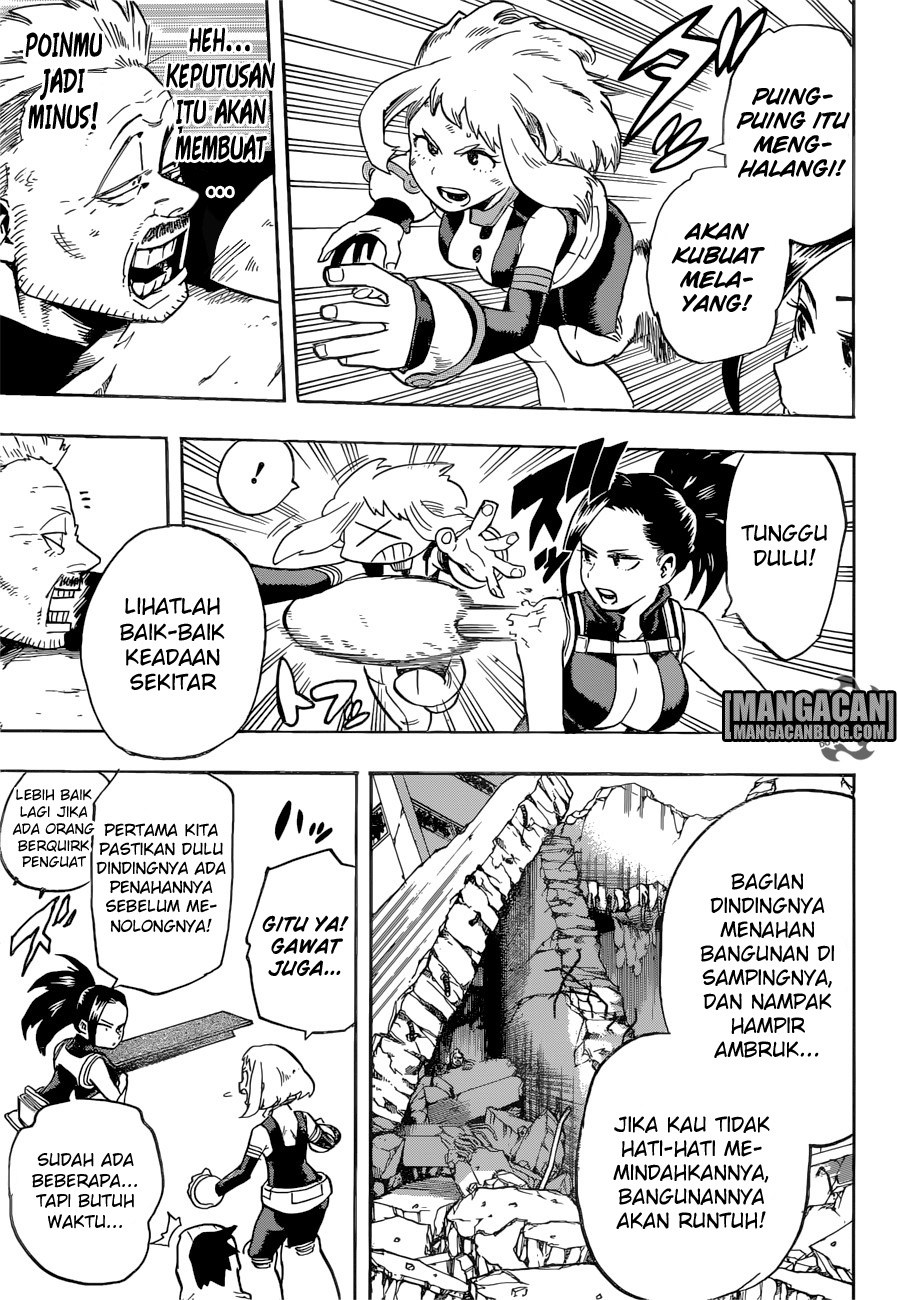 PUING-
PUING ITU
MENG-
HALANGI!
AKAN
KUBUAT
MELA-
YANG!
HEH...
KEPUTUSAN
ITU AKAN
MEMBUAT
...
POINMU
JADI
MINUS!
TUNGGU
DULU!
!
LIHATLAH
BAIK-BAIK
KEADAAN
SEKITAR
[MANGACAN]
[MANGACANBLOG.COM]
BAGIAN
DINDINGNYA
MENAHAN
BANGUNAN DI
SAMPINGNYA,
DAN NAMPAK
HAMPIR
AMBRUK...
JIKA KAU TIDAK
HATI-HATI ME-
MINDAHKANNYA,
BANGUNANNYA
AKAN RUNTUH!
GITU YA!
GAWAT
JUGA...
PERTAMA KITA
PASTIKAN DULU
DINDINGNYA ADA
PENAHANNYA
SEBELUM ME-
NOLONGNYA!
LEBIH BAIK
LAGI JIKA
ADA ORANG
BERQUIRK
PENGUAT
SUDAH ADA
BEBERAPA...
TAPI BUTUH
WAKTU...